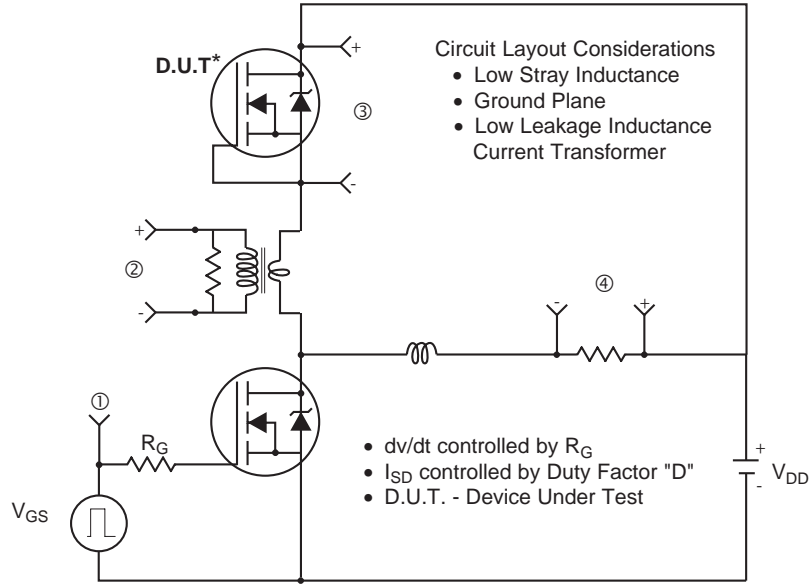 D.U.T*
+
-
③
Circuit Layout Considerations
• Low Stray Inductance
• Ground Plane
• Low Leakage Inductance
Current Transformer
+
②
-
④
-
+
①
RG
VGS
• dv/dt controlled by RG
• ISD controlled by Duty Factor "D"
• D.U.T. - Device Under Test
+
VDD
-